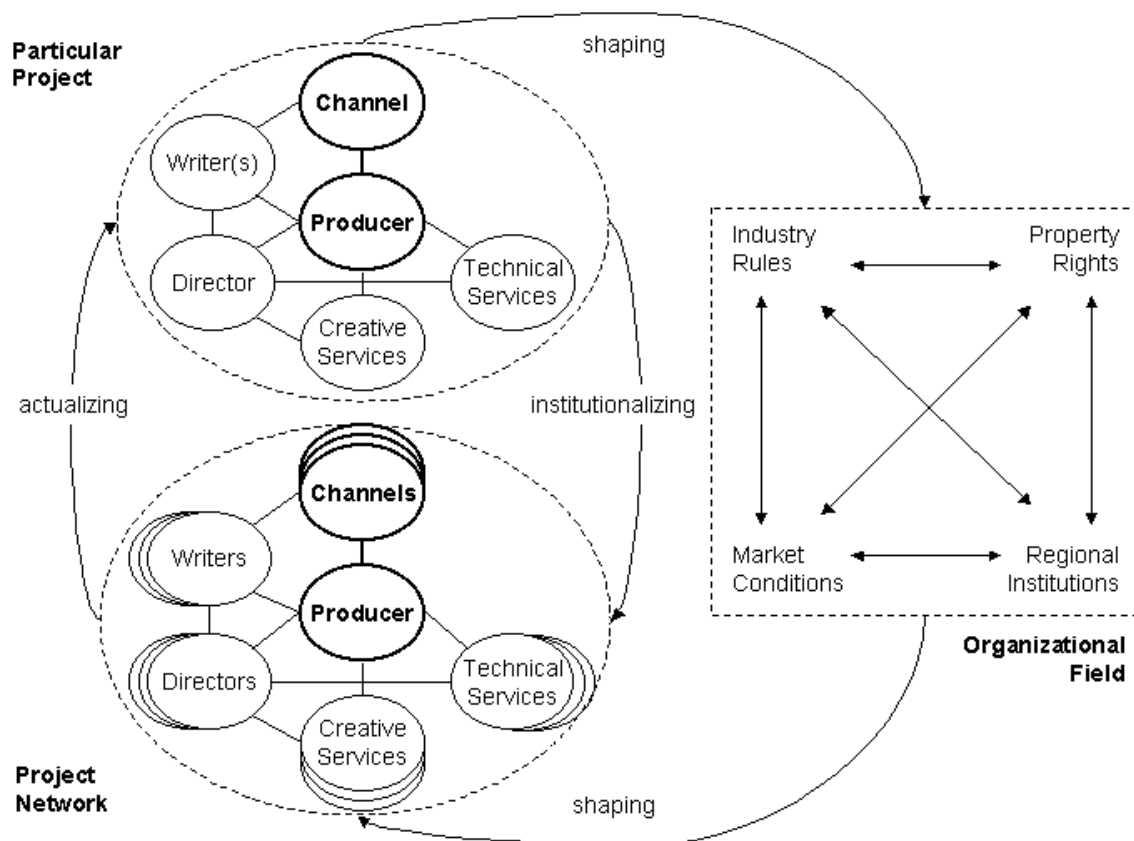 Particular
Project
shaping
Channel
Writer(s)
Producer
Director
Technical
Services
Creative
Services
actualizing
institutionalizing
Channels
Writers
Producer
Directors
Technical
Services
Creative
Services
Project
Network
shaping
Industry
Rules
Property
Rights
Market
Conditions
Regional
Institutions
Organizational
Field